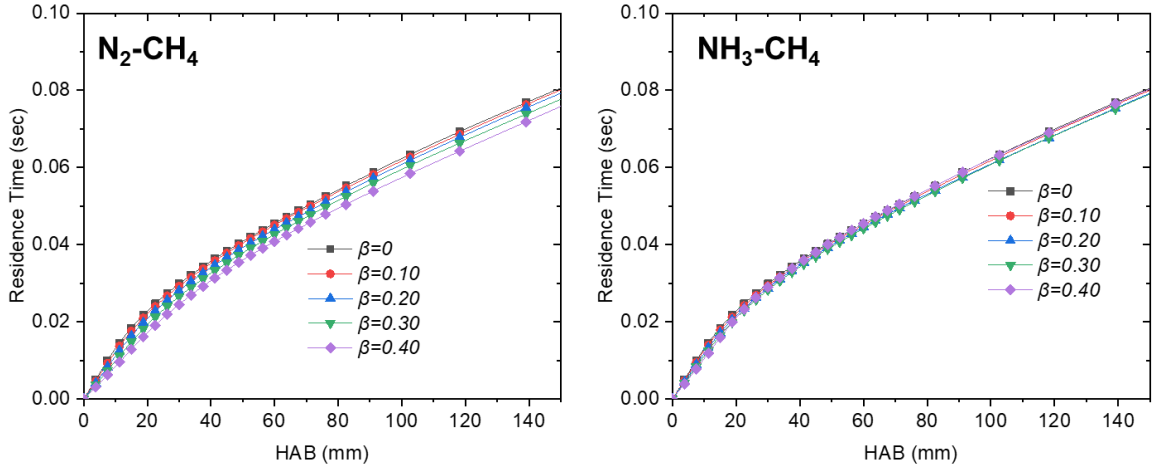 N₂-CH₄
Residence Time (sec)
0.10
0.08
0.06
0.04
0.02
0.00
β=0
β=0.10
β=0.20
β=0.30
β=0.40
0 20 40 60 80 100 120 140
HAB (mm)
NH₃-CH₄
Residence Time (sec)
0.10
0.08
0.06
0.04
0.02
0.00
β=0
β=0.10
β=0.20
β=0.30
β=0.40
0 20 40 60 80 100 120 140
HAB (mm)